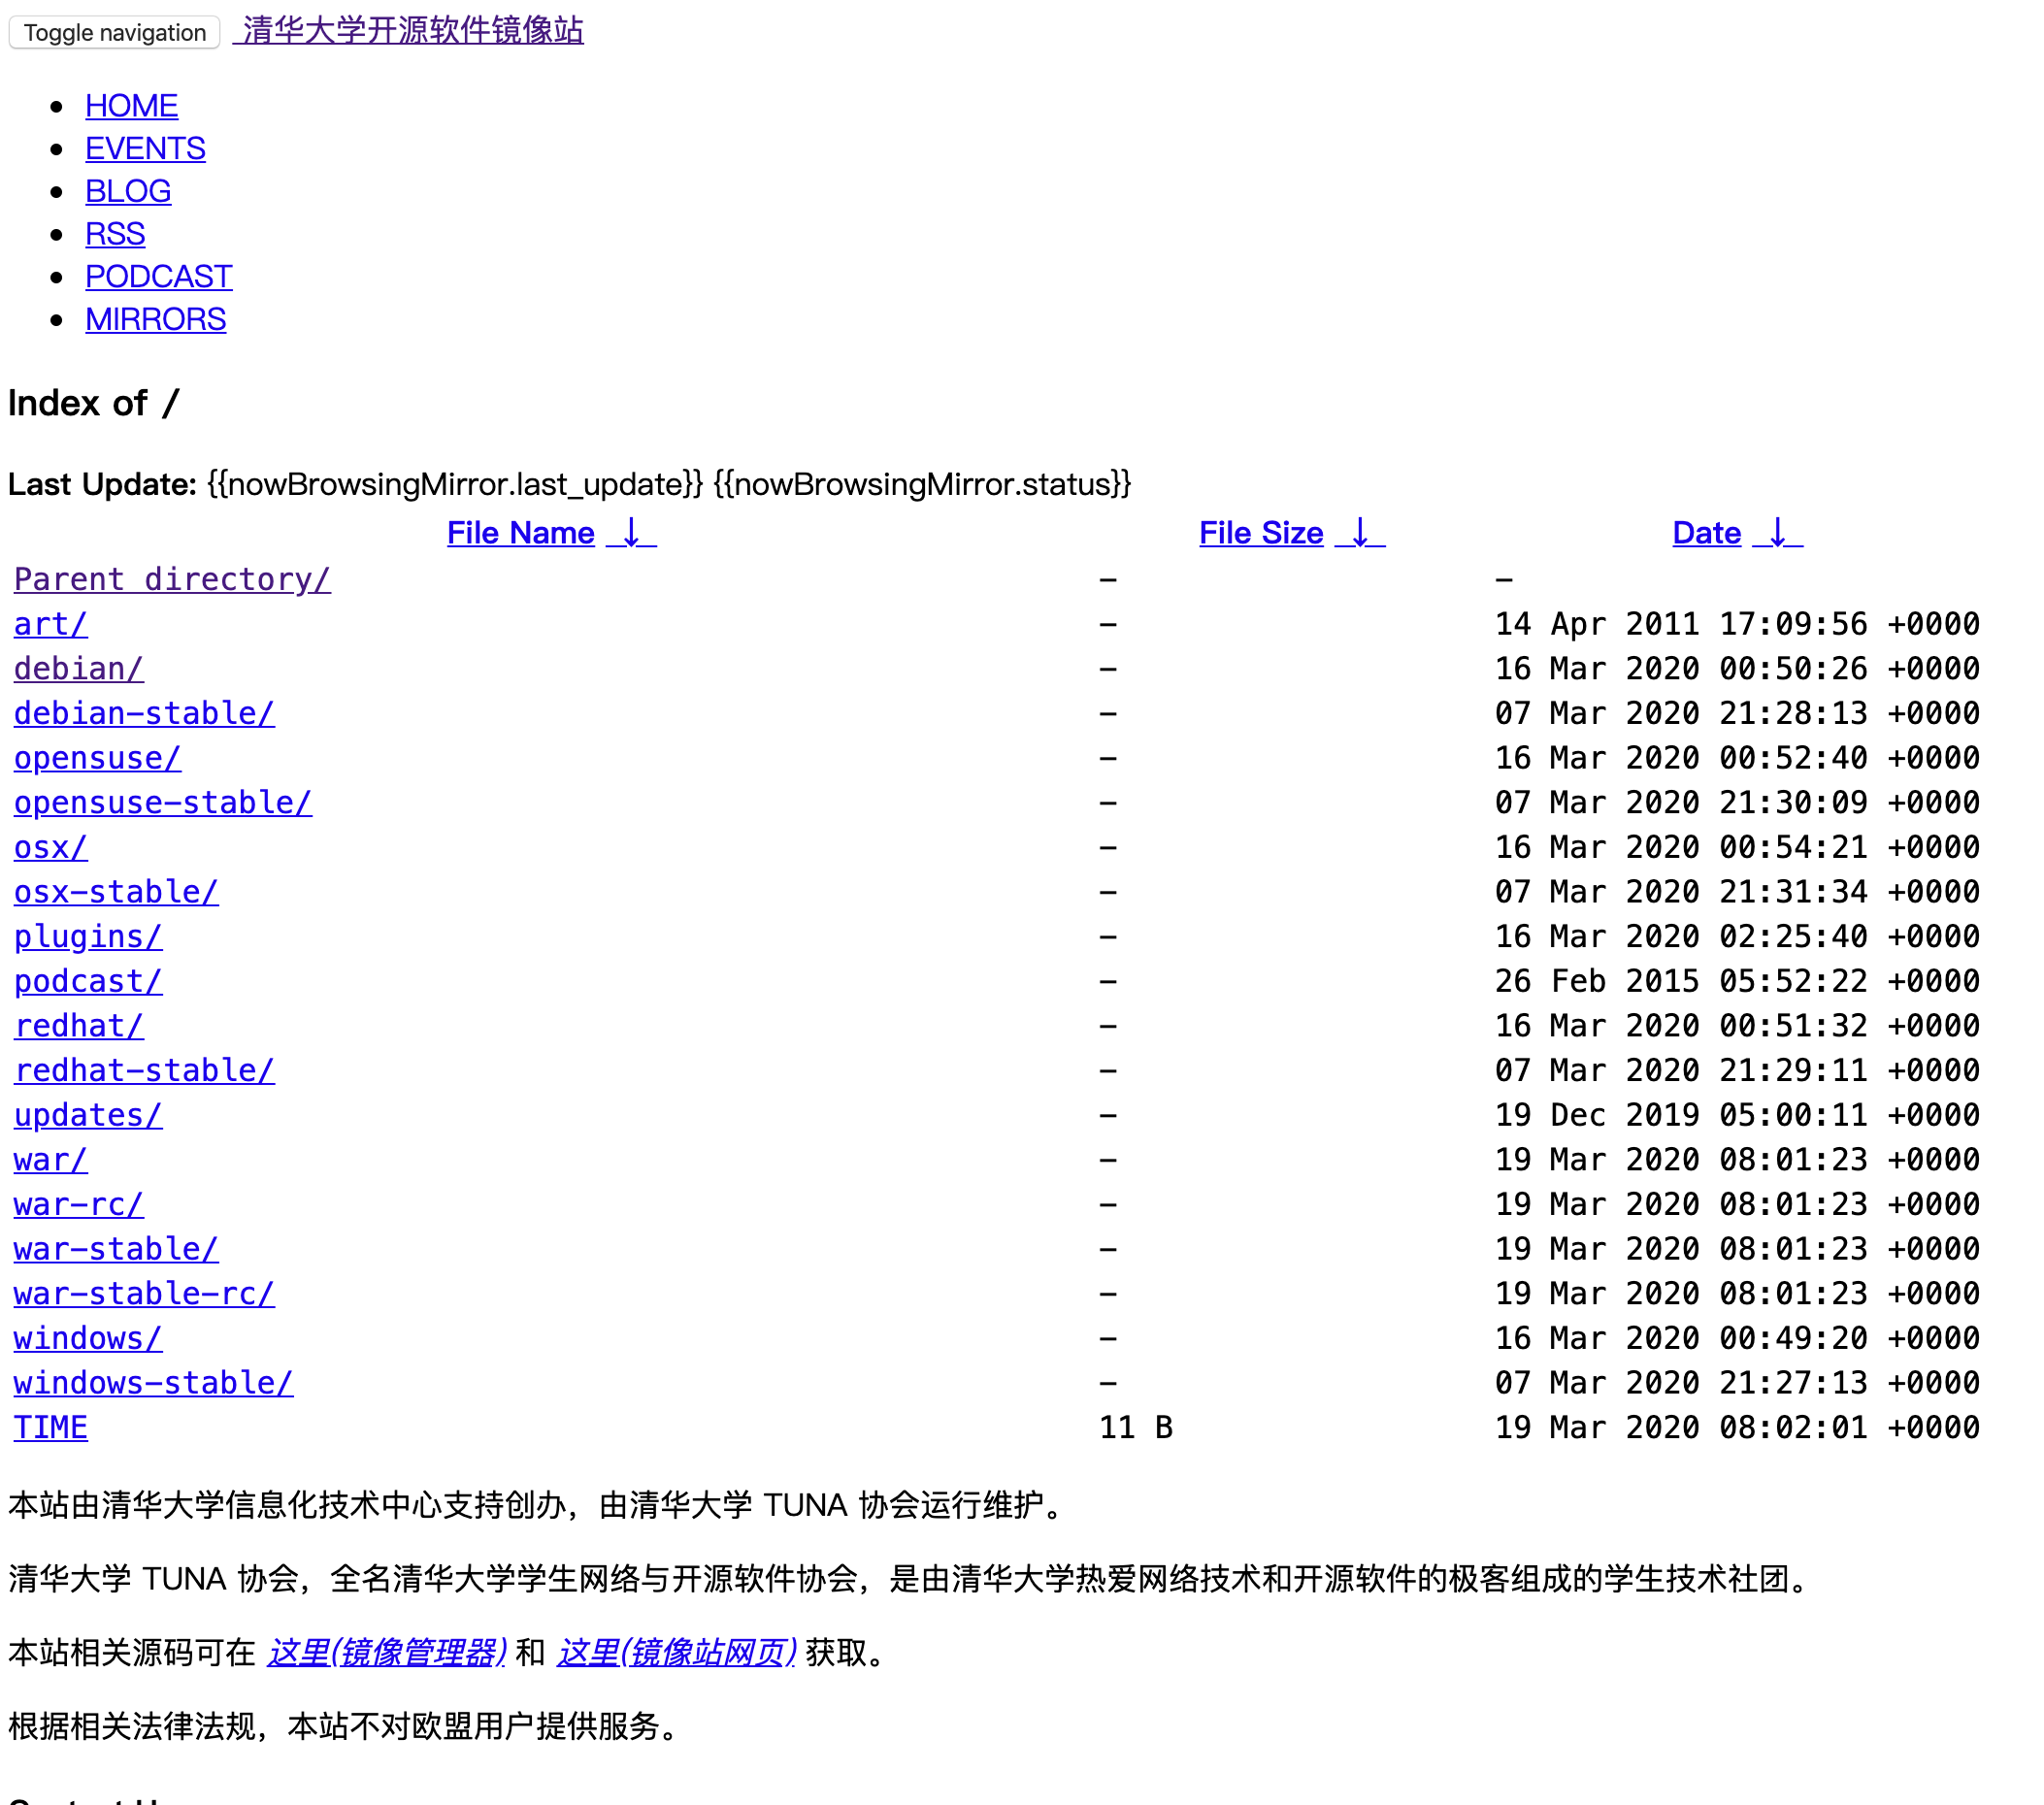 Toggle navigation 清华大学开源软件镜像站
HOME
EVENTS
BLOG
RSS
PODCAST
MIRRORS
Index of /
Last Update: {{nowBrowsingMirror.last_update}} {{nowBrowsingMirror.status}}
File Name ↓ File Size ↓ Date ↓
Parent directory/ - -
art/ - 14 Apr 2011 17:09:56 +0000
debian/ - 16 Mar 2020 00:50:26 +0000
debian-stable/ - 07 Mar 2020 21:28:13 +0000
opensuse/ - 16 Mar 2020 00:52:40 +0000
opensuse-stable/ - 07 Mar 2020 21:30:09 +0000
osx/ - 16 Mar 2020 00:54:21 +0000
osx-stable/ - 07 Mar 2020 21:31:34 +0000
plugins/ - 16 Mar 2020 02:25:40 +0000
podcast/ - 26 Feb 2015 05:52:22 +0000
redhat/ - 16 Mar 2020 00:51:32 +0000
redhat-stable/ - 07 Mar 2020 21:29:11 +0000
updates/ - 19 Dec 2019 05:00:11 +0000
war/ - 19 Mar 2020 08:01:23 +0000
war-rc/ - 19 Mar 2020 08:01:23 +0000
war-stable/ - 19 Mar 2020 08:01:23 +0000
war-stable-rc/ - 19 Mar 2020 08:01:23 +0000
windows/ - 16 Mar 2020 00:49:20 +0000
windows-stable/ - 07 Mar 2020 21:27:13 +0000
TIME 11 B 19 Mar 2020 08:02:01 +0000
本站由清华大学信息化技术中心支持创办，由清华大学 TUNA 协会运行维护。
清华大学 TUNA 协会，全名清华大学学生网络与开源软件协会，是由清华大学热爱网络技术和开源软件的极客组成的学生技术社团。
本站相关源码可在 这里(镜像管理器) 和 这里(镜像站网页) 获取。
根据相关法律法规，本站不对欧盟用户提供服务。